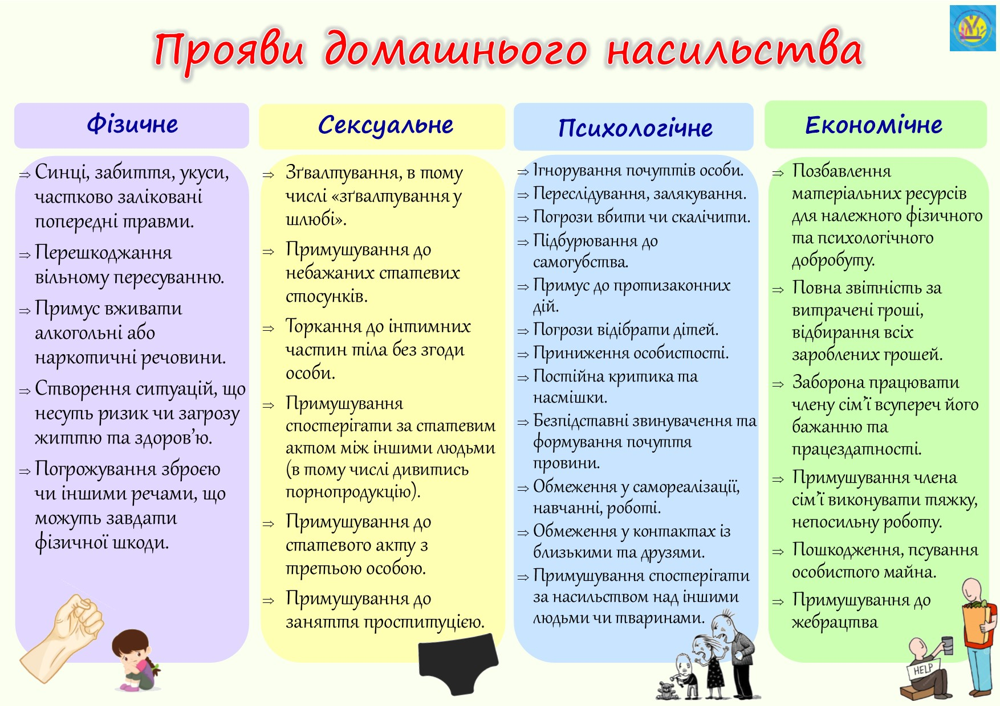 Прояви домашнього насильства
Фізичне
⇒ Синці, забиття, укуси,
частково заліковані
попередні травми.
⇒ Перешкоджання
вільному пересуванню.
⇒ Примус вживати
алкогольні або
наркотичні речовини.
⇒ Створення ситуацій, що
несуть ризик чи загрозу
життю та здоров’ю.
⇒ Погрожування зброєю
чи іншими речами, що
можуть завдати
фізичної шкоди.
Сексуальне
⇒ Зґвалтування, в тому
числі «зґвалтування у
шлюбі».
⇒ Примушування до
небажаних статевих
стосунків.
⇒ Торкання до інтимних
частин тіла без згоди
особи.
⇒ Примушування
спостерігати за статевим
актом між іншими людьми
(в тому числі дивитись
порнопродукцію).
⇒ Примушування до
статевого акту з
третьою особою.
⇒ Примушування до
заняття проституцією.
Психологічне
⇒ Ігнорування почуттів особи.
⇒ Переслідування, залякування.
⇒ Погрози вбити чи скалічити.
⇒ Підбурювання до
самогубства.
⇒ Примус до протизаконних
дій.
⇒ Погрози відібрати дітей.
⇒ Приниження особистості.
⇒ Постійна критика та
насмішки.
⇒ Безпідставні звинувачення та
формування почуття
провини.
⇒ Обмеження у самореалізації,
навчанні, роботі.
⇒ Обмеження у контактах із
близькими та друзями.
⇒ Примушування спостерігати
за насильством над іншими
людьми чи тваринами.
Економічне
⇒ Позбавлення
матеріальних ресурсів
для належного фізичного
та психологічного
добробуту.
⇒ Повна звітність за
витрачені гроші,
відбирання всіх
зароблених грошей.
⇒ Заборона працювати
члену сім’ї всупереч його
бажанню та
працездатності.
⇒ Примушування члена
сім’ї виконувати тяжку,
непосильну роботу.
⇒ Пошкодження, псування
особистого майна.
⇒ Примушування до
жебрацтва
HELP